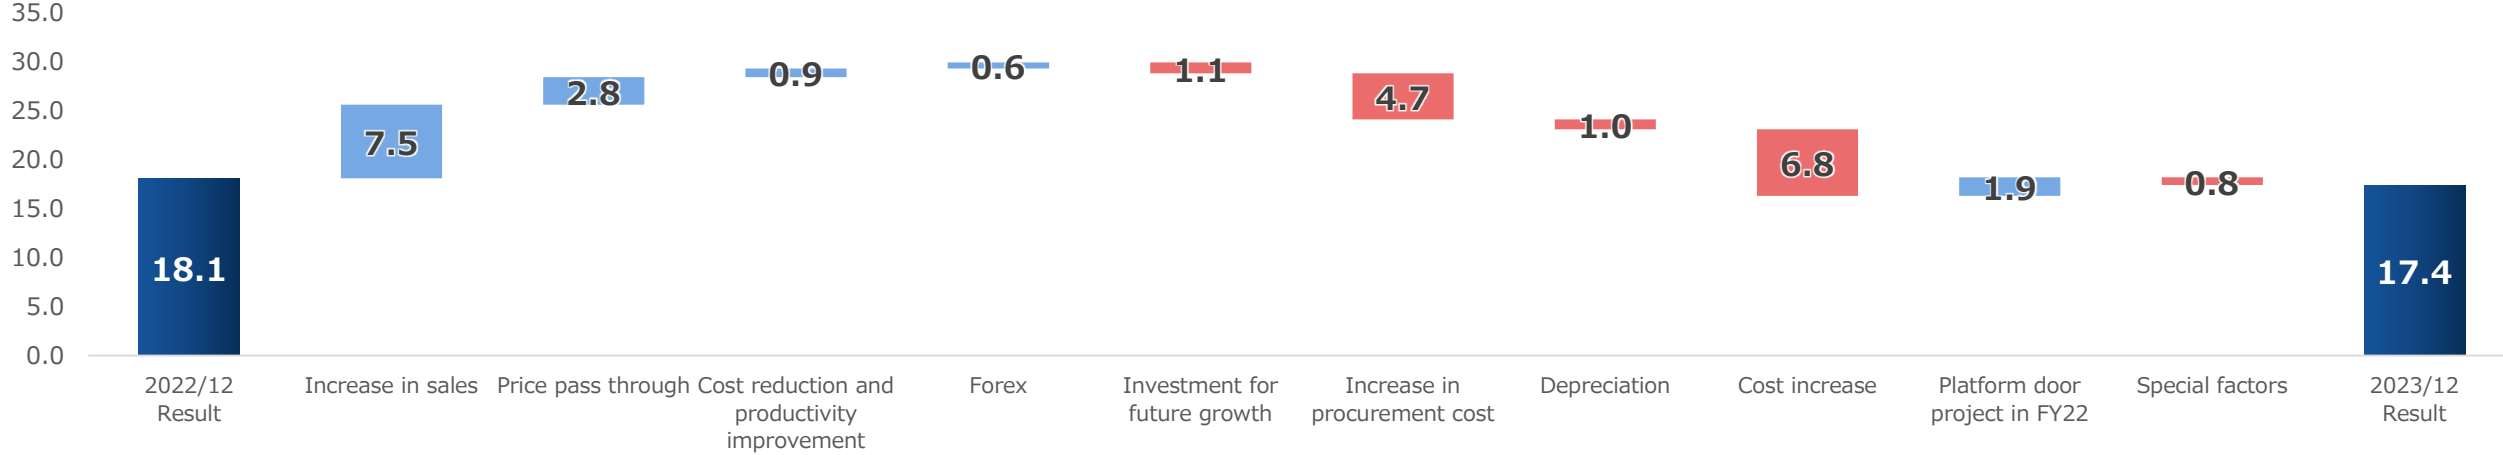 35.0
30.0
25.0
20.0
15.0
10.0
5.0
0.0
18.1
7.5
2.8
0.9
0.6
1.1
4.7
1.0
6.8
1.9
0.8
17.4
2022/12
Result
Increase in sales
Price pass through
Cost reduction and
productivity
improvement
Forex
Investment for
future growth
Increase in
procurement cost
Depreciation
Cost increase
Platform door
project in FY22
Special factors
2023/12
Result